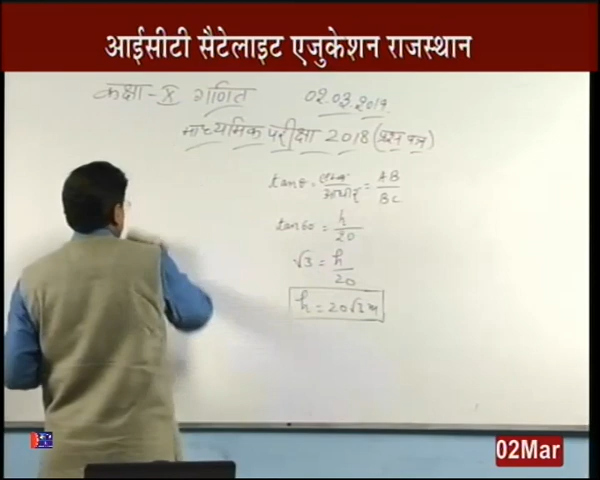 आईसीटी सैटेलाइट एजुकेशन राजस्थान
कक्षा-X गणित 02.03.2019.
माध्यमिक परीक्षा 2018 (प्रश्न पत्र)
tanθ = लम्ब/आधार = AB/BC
tan60 = h/20
√3 = h/20
h = 20√3 m
02Mar